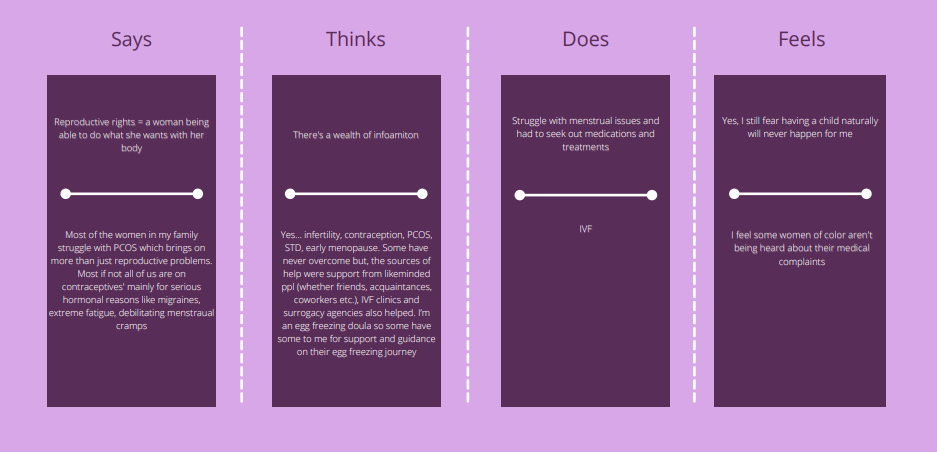 Says
Reproductive rights = a woman being
able to do what she wants with her
body
Most of the women in my family
struggle with PCOS which brings on
more than just reproductive problems.
Most if not all of us are on
contraceptives' mainly for serious
hormonal reasons like migraines,
extreme fatigue, debilitating menstraual
cramps
Thinks
There's a wealth of infoamiton
Yes... infertility, contraception, PCOS,
STD, early menopause. Some have
never overcome but, the sources of
help were support from likeminded
ppl (whether friends, acquaintances,
coworkers etc.), IVF clinics and
surrogacy agencies also helped. I'm
an egg freezing doula so some have
some to me for support and guidance
on their egg freezing journey
Does
Struggle with menstrual issues and
had to seek out medications and
treatments
IVF
Feels
Yes, I still fear having a child naturally
will never happen for me
I feel some women of color aren't
being heard about their medical
complaints